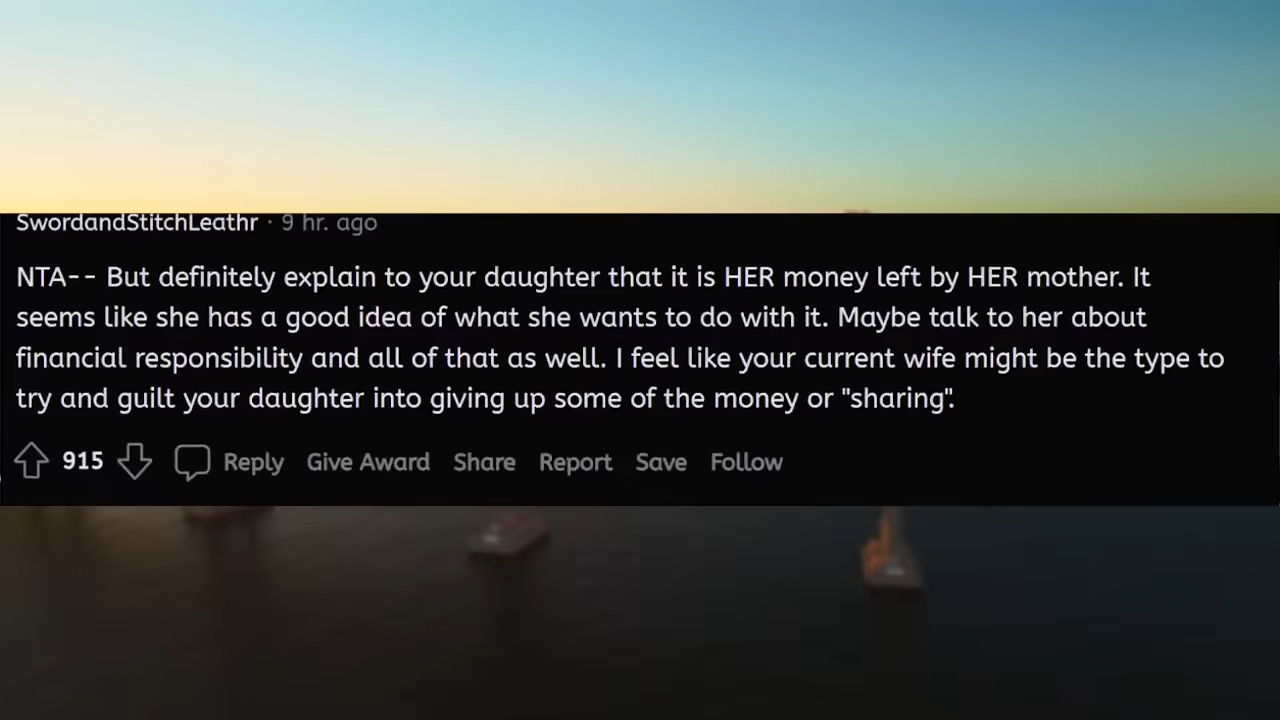 SwordandStitchLeathr · 9 hr. ago
NTA-- But definitely explain to your daughter that it is HER money left by HER mother. It
seems like she has a good idea of what she wants to do with it. Maybe talk to her about
financial responsibility and all of that as well. I feel like your current wife might be the type to
try and guilt your daughter into giving up some of the money or "sharing".
915 Reply Give Award Share Report Save Follow